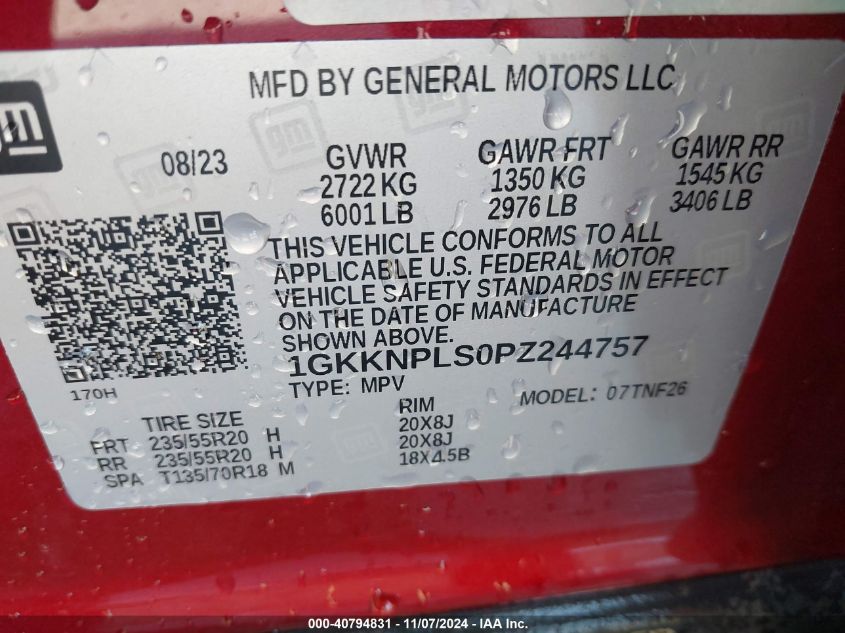 MFD BY GENERAL MOTORS LLC
gm
08/23
GVWR
2722 KG
6001 LB
GAWR FRT
1350 KG
2976 LB
GAWR RR
1545 KG
3406 LB
THIS VEHICLE CONFORMS TO ALL
APPLICABLE U.S. FEDERAL MOTOR
VEHICLE SAFETY STANDARDS IN EFFECT
ON THE DATE OF MANUFACTURE
SHOWN ABOVE.
1GKKNPLS0PZ244757
170H
TYPE: MPV
MODEL: 07TNF26
TIRE SIZE RIM
FRT 235/55R20 H 20X8J
RR 235/55R20 H 20X8J
SPA T135/70R18 M 18X4.5B
000-40794831 - 11/07/2024 - IAA, Inc.